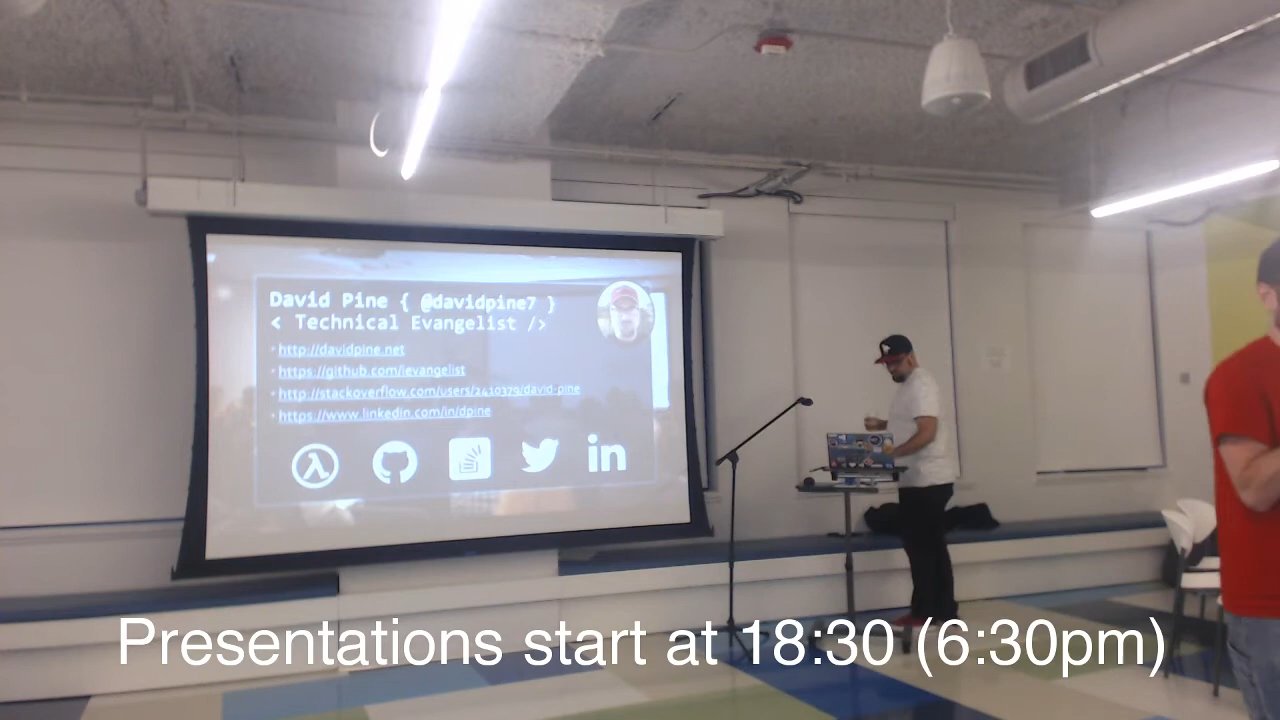 David Pine { @davidpine7 }
< Technical Evangelist />
http://davidpine.net
https://github.com/ievangelist
http://stackoverflow.com/users/2410379/david-pine
https://www.linkedin.com/in/dpine
in
Presentations start at 18:30 (6:30pm)